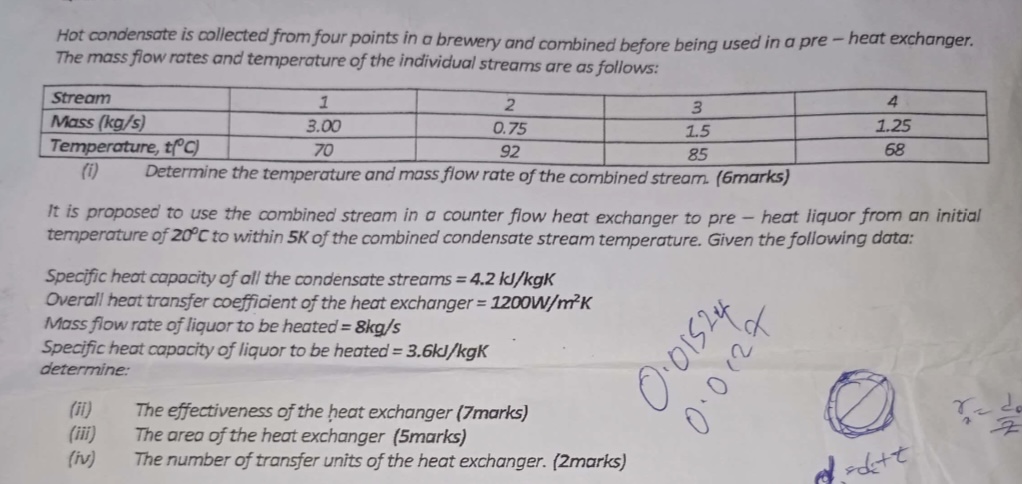 Hot condensate is collected from four points in a brewery and combined before being used in a pre – heat exchanger.
The mass flow rates and temperature of the individual streams are as follows:
Stream 1 2 3 4
Mass (kg/s) 3.00 0.75 1.5 1.25
Temperature, t(°C) 70 92 85 68
(i) Determine the temperature and mass flow rate of the combined stream. (6marks)
It is proposed to use the combined stream in a counter flow heat exchanger to pre – heat liquor from an initial
temperature of 20°C to within 5K of the combined condensate stream temperature. Given the following data:
Specific heat capacity of all the condensate streams = 4.2 kJ/kgK
Overall heat transfer coefficient of the heat exchanger = 1200W/m²K
Mass flow rate of liquor to be heated = 8kg/s
Specific heat capacity of liquor to be heated = 3.6kJ/kgK
determine:
0.01524
0.012
(ii) The effectiveness of the heat exchanger (7marks)
(iii) The area of the heat exchanger (5marks)
(iv) The number of transfer units of the heat exchanger. (2marks)